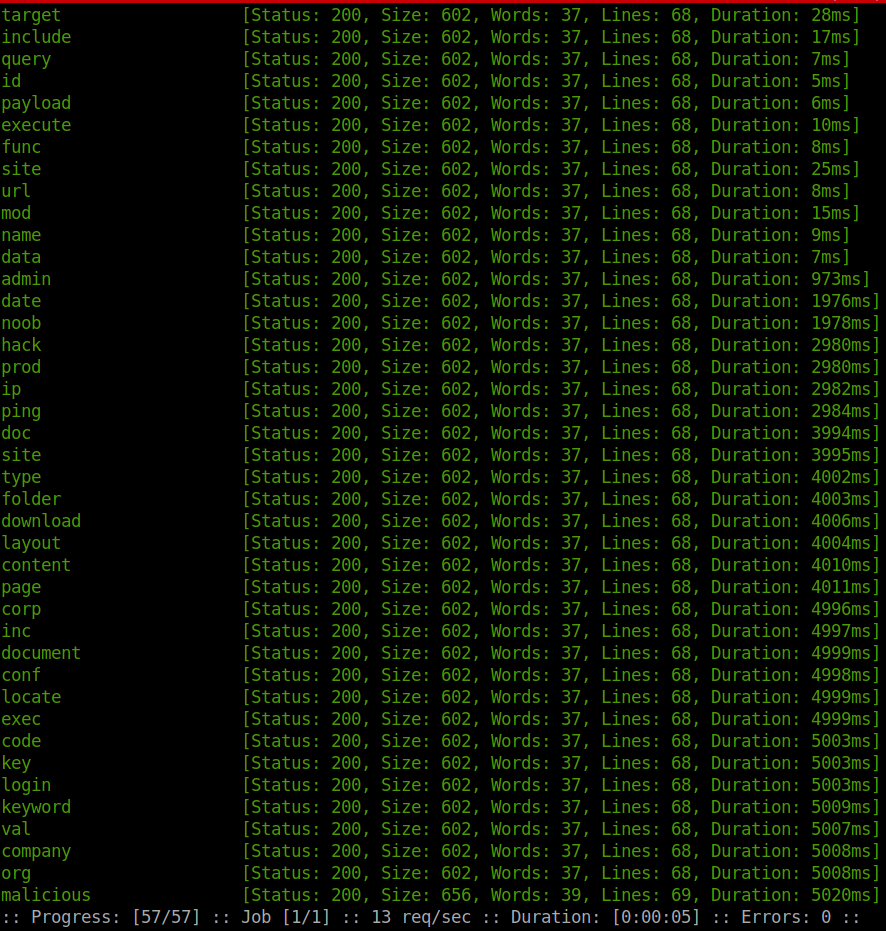 target [Status: 200, Size: 602, Words: 37, Lines: 68, Duration: 28ms]
include [Status: 200, Size: 602, Words: 37, Lines: 68, Duration: 17ms]
query [Status: 200, Size: 602, Words: 37, Lines: 68, Duration: 7ms]
id [Status: 200, Size: 602, Words: 37, Lines: 68, Duration: 5ms]
payload [Status: 200, Size: 602, Words: 37, Lines: 68, Duration: 6ms]
execute [Status: 200, Size: 602, Words: 37, Lines: 68, Duration: 10ms]
func [Status: 200, Size: 602, Words: 37, Lines: 68, Duration: 8ms]
site [Status: 200, Size: 602, Words: 37, Lines: 68, Duration: 25ms]
url [Status: 200, Size: 602, Words: 37, Lines: 68, Duration: 8ms]
mod [Status: 200, Size: 602, Words: 37, Lines: 68, Duration: 15ms]
name [Status: 200, Size: 602, Words: 37, Lines: 68, Duration: 9ms]
data [Status: 200, Size: 602, Words: 37, Lines: 68, Duration: 7ms]
admin [Status: 200, Size: 602, Words: 37, Lines: 68, Duration: 973ms]
date [Status: 200, Size: 602, Words: 37, Lines: 68, Duration: 1976ms]
noob [Status: 200, Size: 602, Words: 37, Lines: 68, Duration: 1978ms]
hack [Status: 200, Size: 602, Words: 37, Lines: 68, Duration: 2980ms]
prod [Status: 200, Size: 602, Words: 37, Lines: 68, Duration: 2980ms]
ip [Status: 200, Size: 602, Words: 37, Lines: 68, Duration: 2982ms]
ping [Status: 200, Size: 602, Words: 37, Lines: 68, Duration: 2984ms]
doc [Status: 200, Size: 602, Words: 37, Lines: 68, Duration: 3994ms]
site [Status: 200, Size: 602, Words: 37, Lines: 68, Duration: 3995ms]
type [Status: 200, Size: 602, Words: 37, Lines: 68, Duration: 4002ms]
folder [Status: 200, Size: 602, Words: 37, Lines: 68, Duration: 4003ms]
download [Status: 200, Size: 602, Words: 37, Lines: 68, Duration: 4006ms]
layout [Status: 200, Size: 602, Words: 37, Lines: 68, Duration: 4004ms]
content [Status: 200, Size: 602, Words: 37, Lines: 68, Duration: 4010ms]
page [Status: 200, Size: 602, Words: 37, Lines: 68, Duration: 4011ms]
corp [Status: 200, Size: 602, Words: 37, Lines: 68, Duration: 4996ms]
inc [Status: 200, Size: 602, Words: 37, Lines: 68, Duration: 4997ms]
document [Status: 200, Size: 602, Words: 37, Lines: 68, Duration: 4999ms]
conf [Status: 200, Size: 602, Words: 37, Lines: 68, Duration: 4998ms]
locate [Status: 200, Size: 602, Words: 37, Lines: 68, Duration: 4999ms]
exec [Status: 200, Size: 602, Words: 37, Lines: 68, Duration: 4999ms]
code [Status: 200, Size: 602, Words: 37, Lines: 68, Duration: 5003ms]
key [Status: 200, Size: 602, Words: 37, Lines: 68, Duration: 5003ms]
login [Status: 200, Size: 602, Words: 37, Lines: 68, Duration: 5003ms]
keyword [Status: 200, Size: 602, Words: 37, Lines: 68, Duration: 5009ms]
val [Status: 200, Size: 602, Words: 37, Lines: 68, Duration: 5007ms]
company [Status: 200, Size: 602, Words: 37, Lines: 68, Duration: 5008ms]
org [Status: 200, Size: 602, Words: 37, Lines: 68, Duration: 5008ms]
malicious [Status: 200, Size: 656, Words: 39, Lines: 69, Duration: 5020ms]
:: Progress: [57/57] :: Job [1/1] :: 13 req/sec :: Duration: [0:00:05] :: Errors: 0 ::